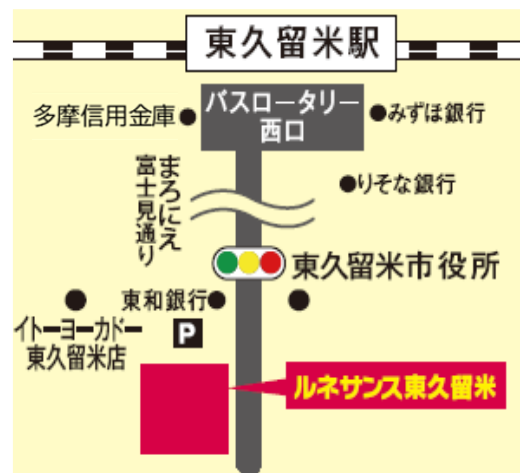 東久留米駅
バスロータリー
西口
多摩信用金庫
みずほ銀行
りそな銀行
まろにえ
富士見通り
東久留米市役所
東和銀行
イトーヨーカドー
東久留米店
P
ルネサンス東久留米